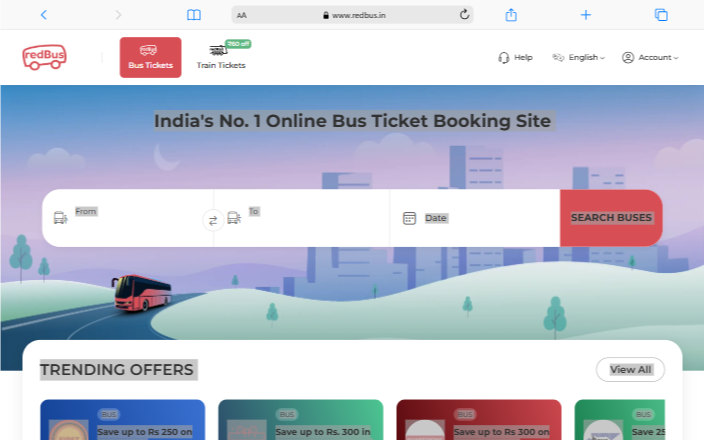 AA www.redbus.in
redBus
redBus
Bus Tickets
₹60 off
Train Tickets
Help
English
Account
India's No. 1 Online Bus Ticket Booking Site
From
To
Date
SEARCH BUSES
TRENDING OFFERS
View All
BUS
Save up to Rs 250 on
BUS
Save up to Rs. 300 in
BUS
Save up to Rs 300 on
BUS
Save 25